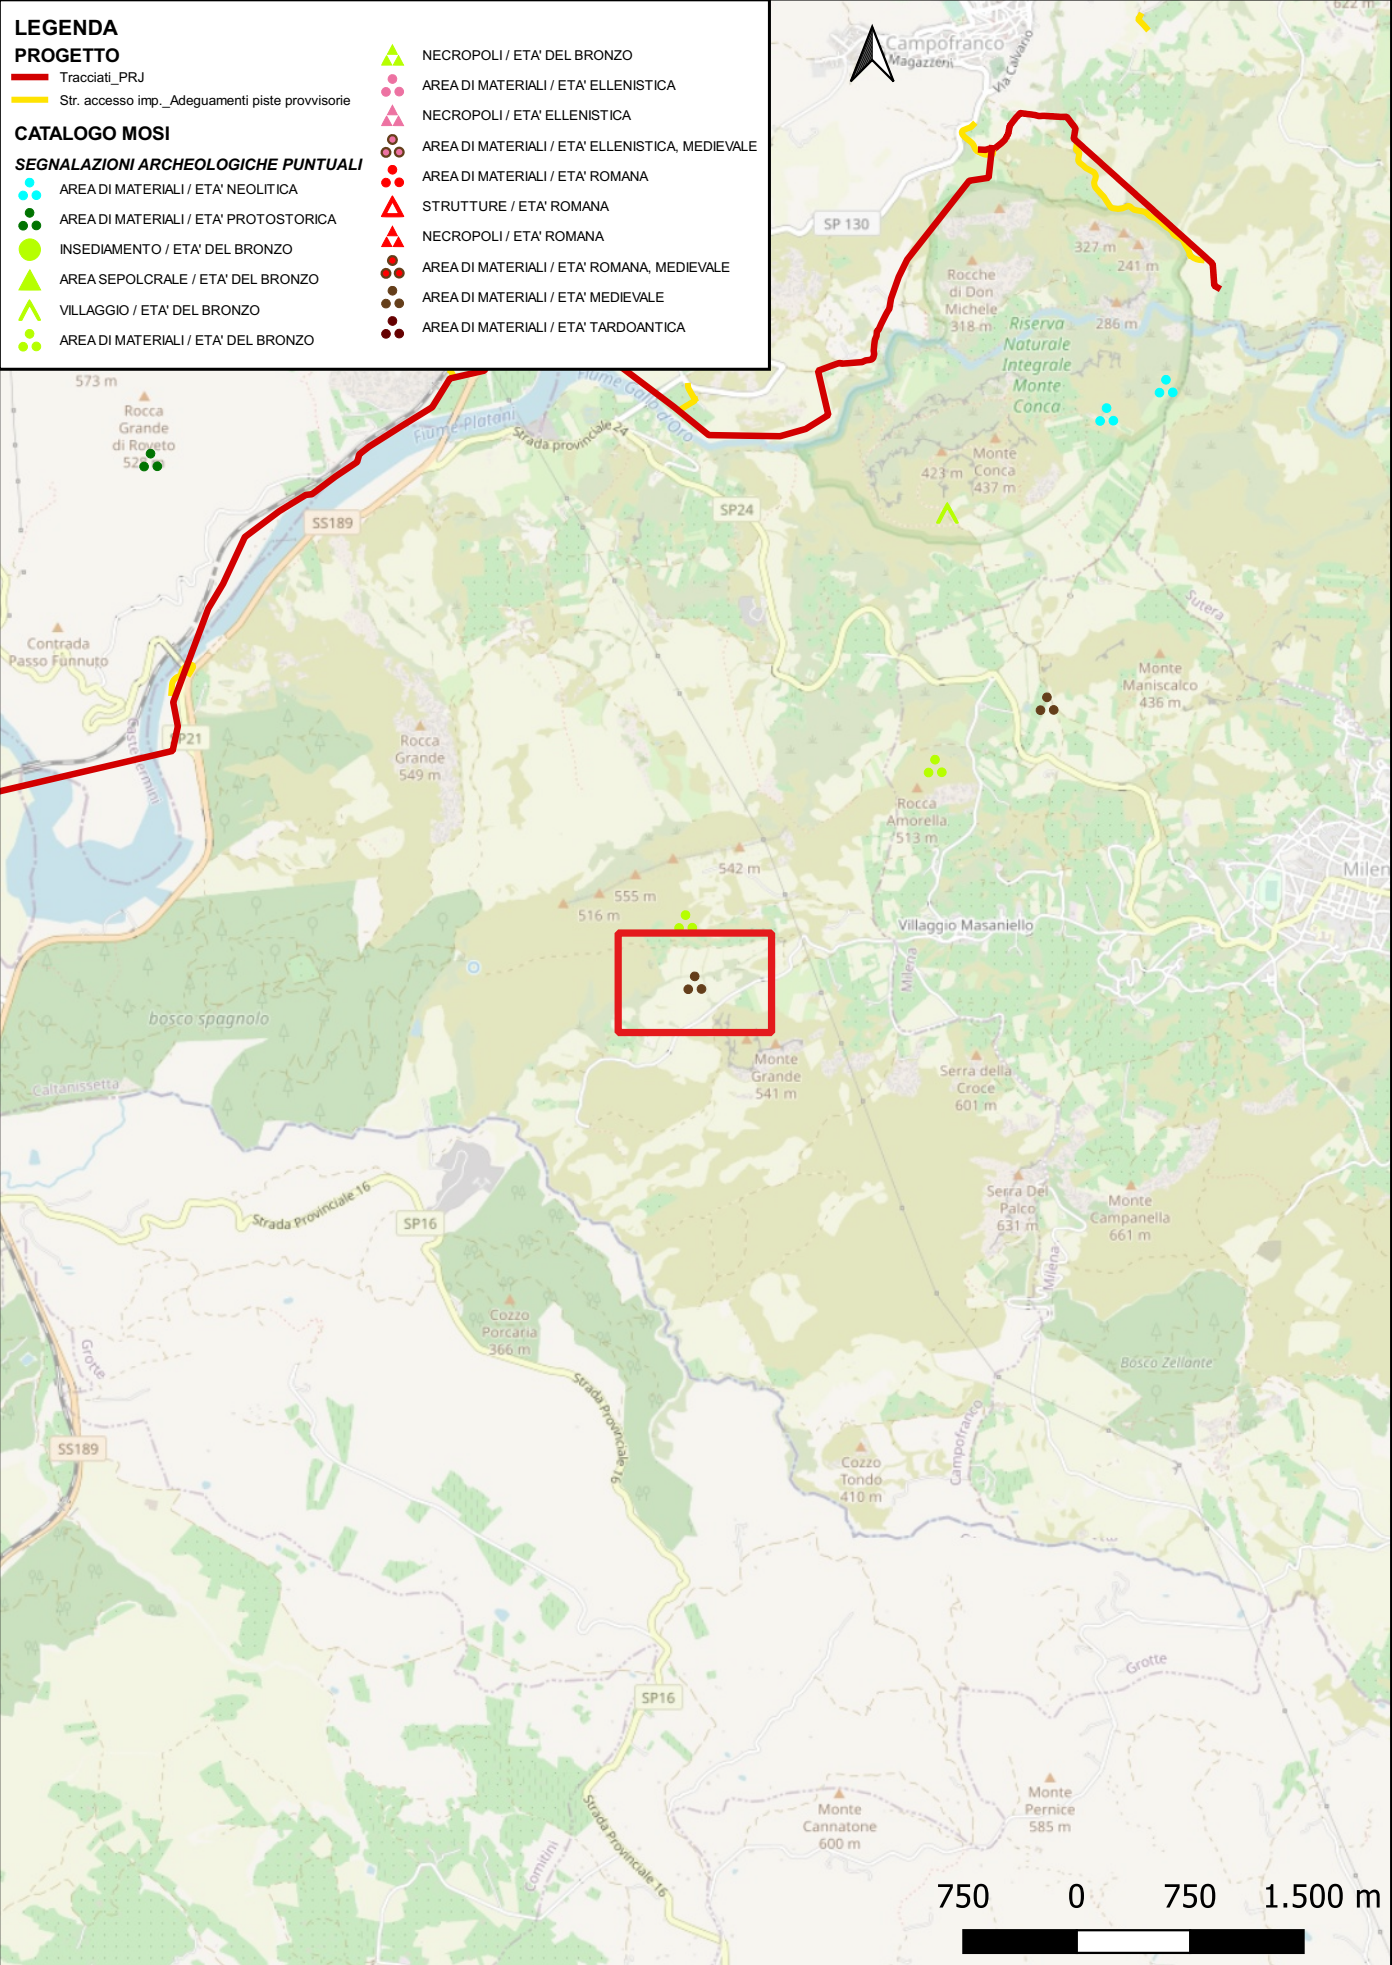 LEGENDA
PROGETTO
Tracciati_PRJ
Str. accesso imp._Adeguamenti piste provvisorie
CATALOGO MOSI
SEGNALAZIONI ARCHEOLOGICHE PUNTUALI
AREA DI MATERIALI / ETA' NEOLITICA
AREA DI MATERIALI / ETA' PROTOSTORICA
INSEDIAMENTO / ETA' DEL BRONZO
AREA SEPOLCRALE / ETA' DEL BRONZO
VILLAGGIO / ETA' DEL BRONZO
AREA DI MATERIALI / ETA' DEL BRONZO
NECROPOLI / ETA' DEL BRONZO
AREA DI MATERIALI / ETA' ELLENISTICA
NECROPOLI / ETA' ELLENISTICA
AREA DI MATERIALI / ETA' ELLENISTICA, MEDIEVALE
AREA DI MATERIALI / ETA' ROMANA
STRUTTURE / ETA' ROMANA
NECROPOLI / ETA' ROMANA
AREA DI MATERIALI / ETA' ROMANA, MEDIEVALE
AREA DI MATERIALI / ETA' MEDIEVALE
AREA DI MATERIALI / ETA' TARDOANTICA
622 m
Campofranco
Magazzeni
Via Calvario
SP 130
327 m
241 m
Rocche
di Don
Michele
318 m
286 m
Riserva
Naturale
Integrale
Monte
Conca
573 m
Rocca
Grande
di Roveto
Fiume Platani
Fiume Gallo d'Oro
Strada provinciale 24
423 m
Monte
Conca
437 m
SP24
SS189
Sutera
Contrada
Passo Funnuto
Monte
Maniscalco
436 m
SP21
Casteltermini
Rocca
Grande
549 m
Rocca
Amorella
513 m
542 m
555 m
516 m
Milen
Villaggio Masaniello
Milena
bosco spagnolo
Monte
Grande
541 m
Serra della
Croce
601 m
Caltanissetta
Strada Provinciale 16
SP16
Serra Del
Palco
631 m
Monte
Campanella
661 m
Milena
Cozzo
Porcaria
366 m
Grotte
Bosco Zellante
Strada Provinciale 16
SS189
Campofranco
Cozzo
Tondo
410 m
Grotte
SP16
Monte
Cannatone
600 m
Monte
Pernice
585 m
Strada Provinciale 16
Comitini
750 0 750 1.500 m